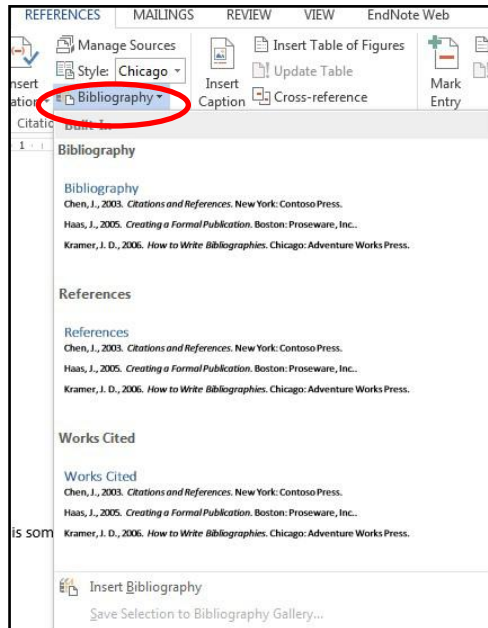 REFERENCES MAILINGS REVIEW VIEW EndNote Web
Manage Sources
Insert Table of Figures
Style: Chicago
Update Table
Insert Caption
Mark Entry
Bibliography
Cross-reference
Bibliography
Bibliography
Chen, J., 2003. Citations and References. New York: Contoso Press.
Haas, J., 2005. Creating a Formal Publication. Boston: Proseware, Inc..
Kramer, J. D., 2006. How to Write Bibliographies. Chicago: Adventure Works Press.
References
References
Chen, J., 2003. Citations and References. New York: Contoso Press.
Haas, J., 2005. Creating a Formal Publication. Boston: Proseware, Inc..
Kramer, J. D., 2006. How to Write Bibliographies. Chicago: Adventure Works Press.
Works Cited
Works Cited
Chen, J., 2003. Citations and References. New York: Contoso Press.
Haas, J., 2005. Creating a Formal Publication. Boston: Proseware, Inc..
is som
Kramer, J. D., 2006. How to Write Bibliographies. Chicago: Adventure Works Press.
Insert Bibliography
Save Selection to Bibliography Gallery...